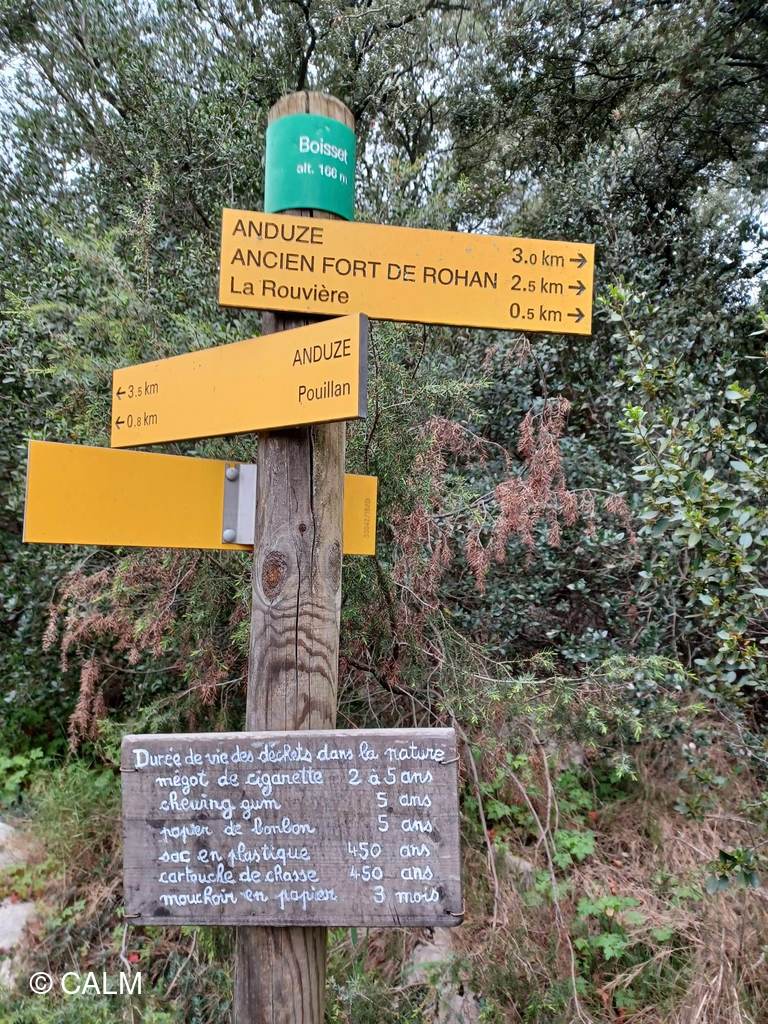 Boisset
alt. 160 m
ANDUZE 3.0 km →
ANCIEN FORT DE ROHAN 2.5 km →
La Rouvière 0.5 km →
← 3.5 km ANDUZE
← 0.8 km Pouillan
Durée de vie des déchets dans la nature
mégot de cigarette 2 à 5 ans
chewing gum 5 ans
papier de bonbon 5 ans
sac en plastique 450 ans
cartouche de chasse 450 ans
mouchoir en papier 3 mois
© CALM